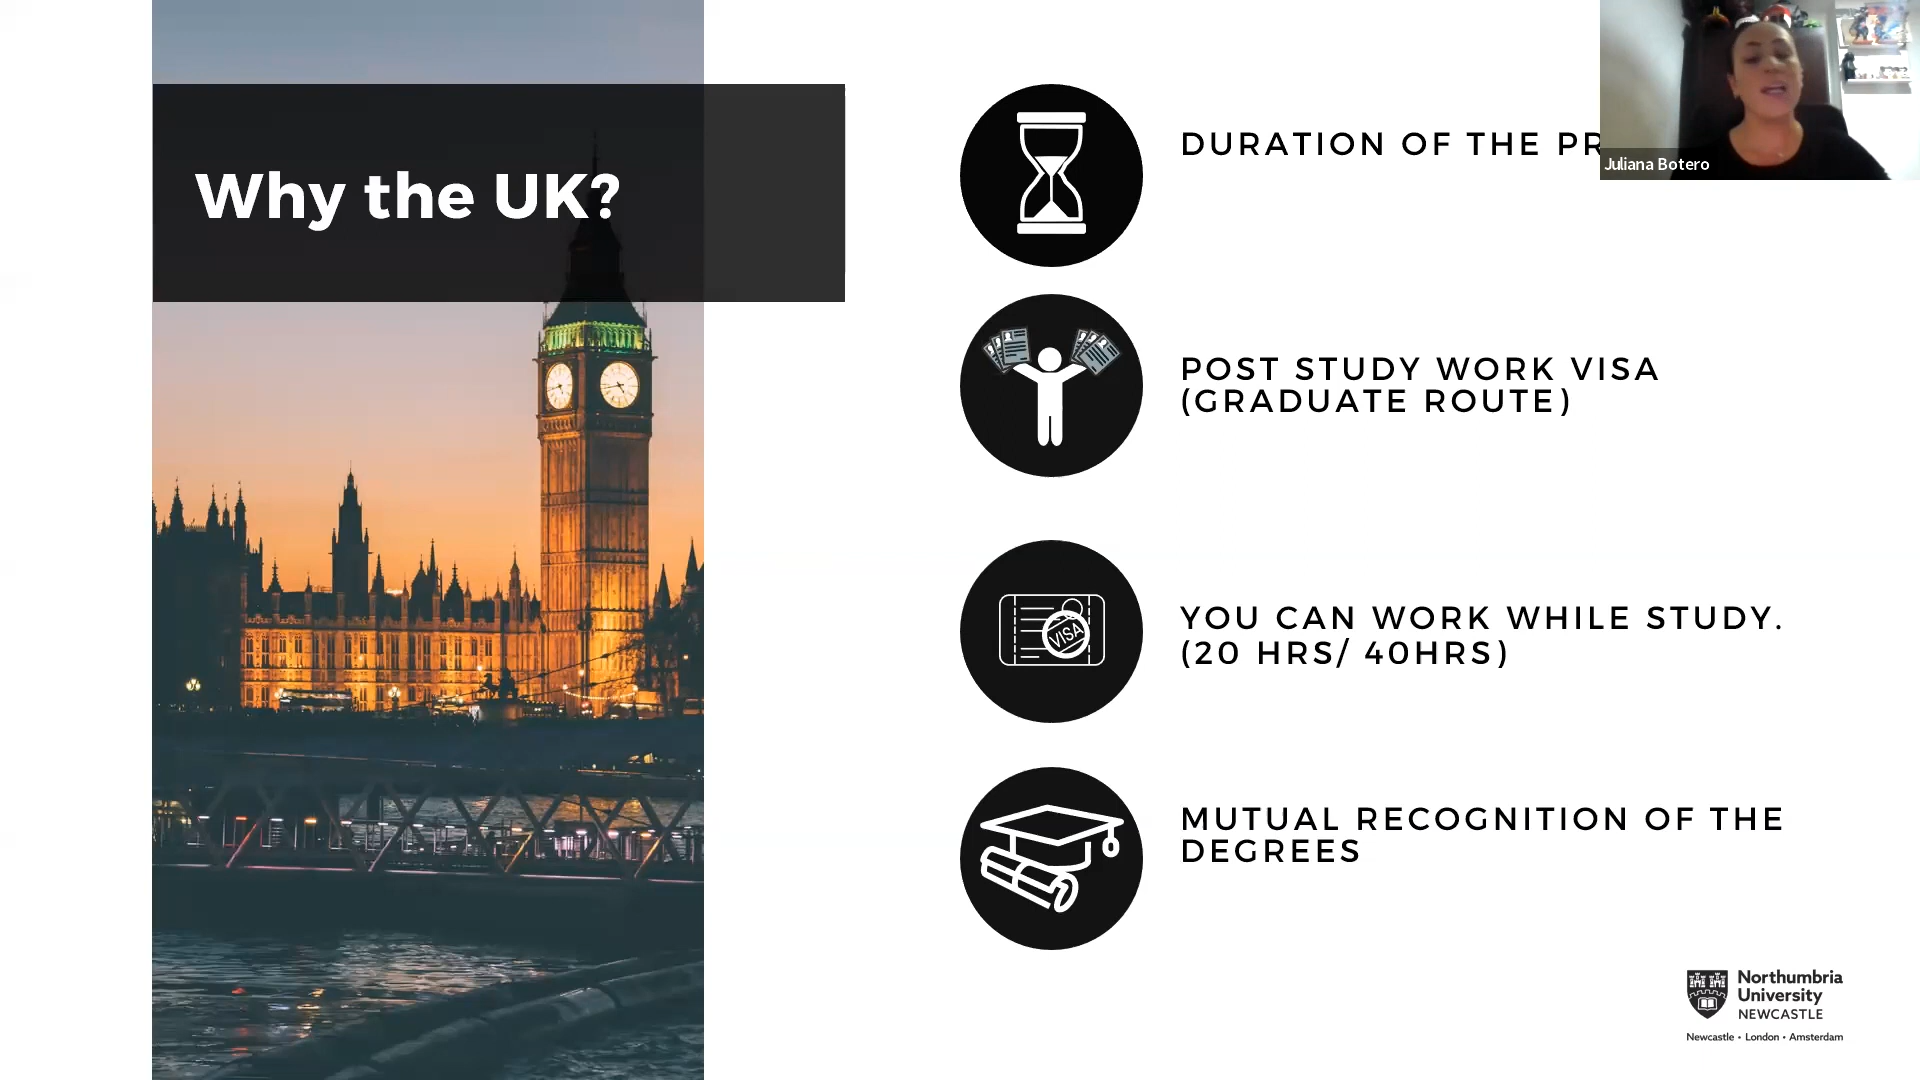 Why the UK?
DURATION OF THE PR
Juliana Botero
POST STUDY WORK VISA
(GRADUATE ROUTE)
VISA
YOU CAN WORK WHILE STUDY.
(20 HRS/ 40HRS)
MUTUAL RECOGNITION OF THE
DEGREES
Northumbria
University
NEWCASTLE
Newcastle • London • Amsterdam